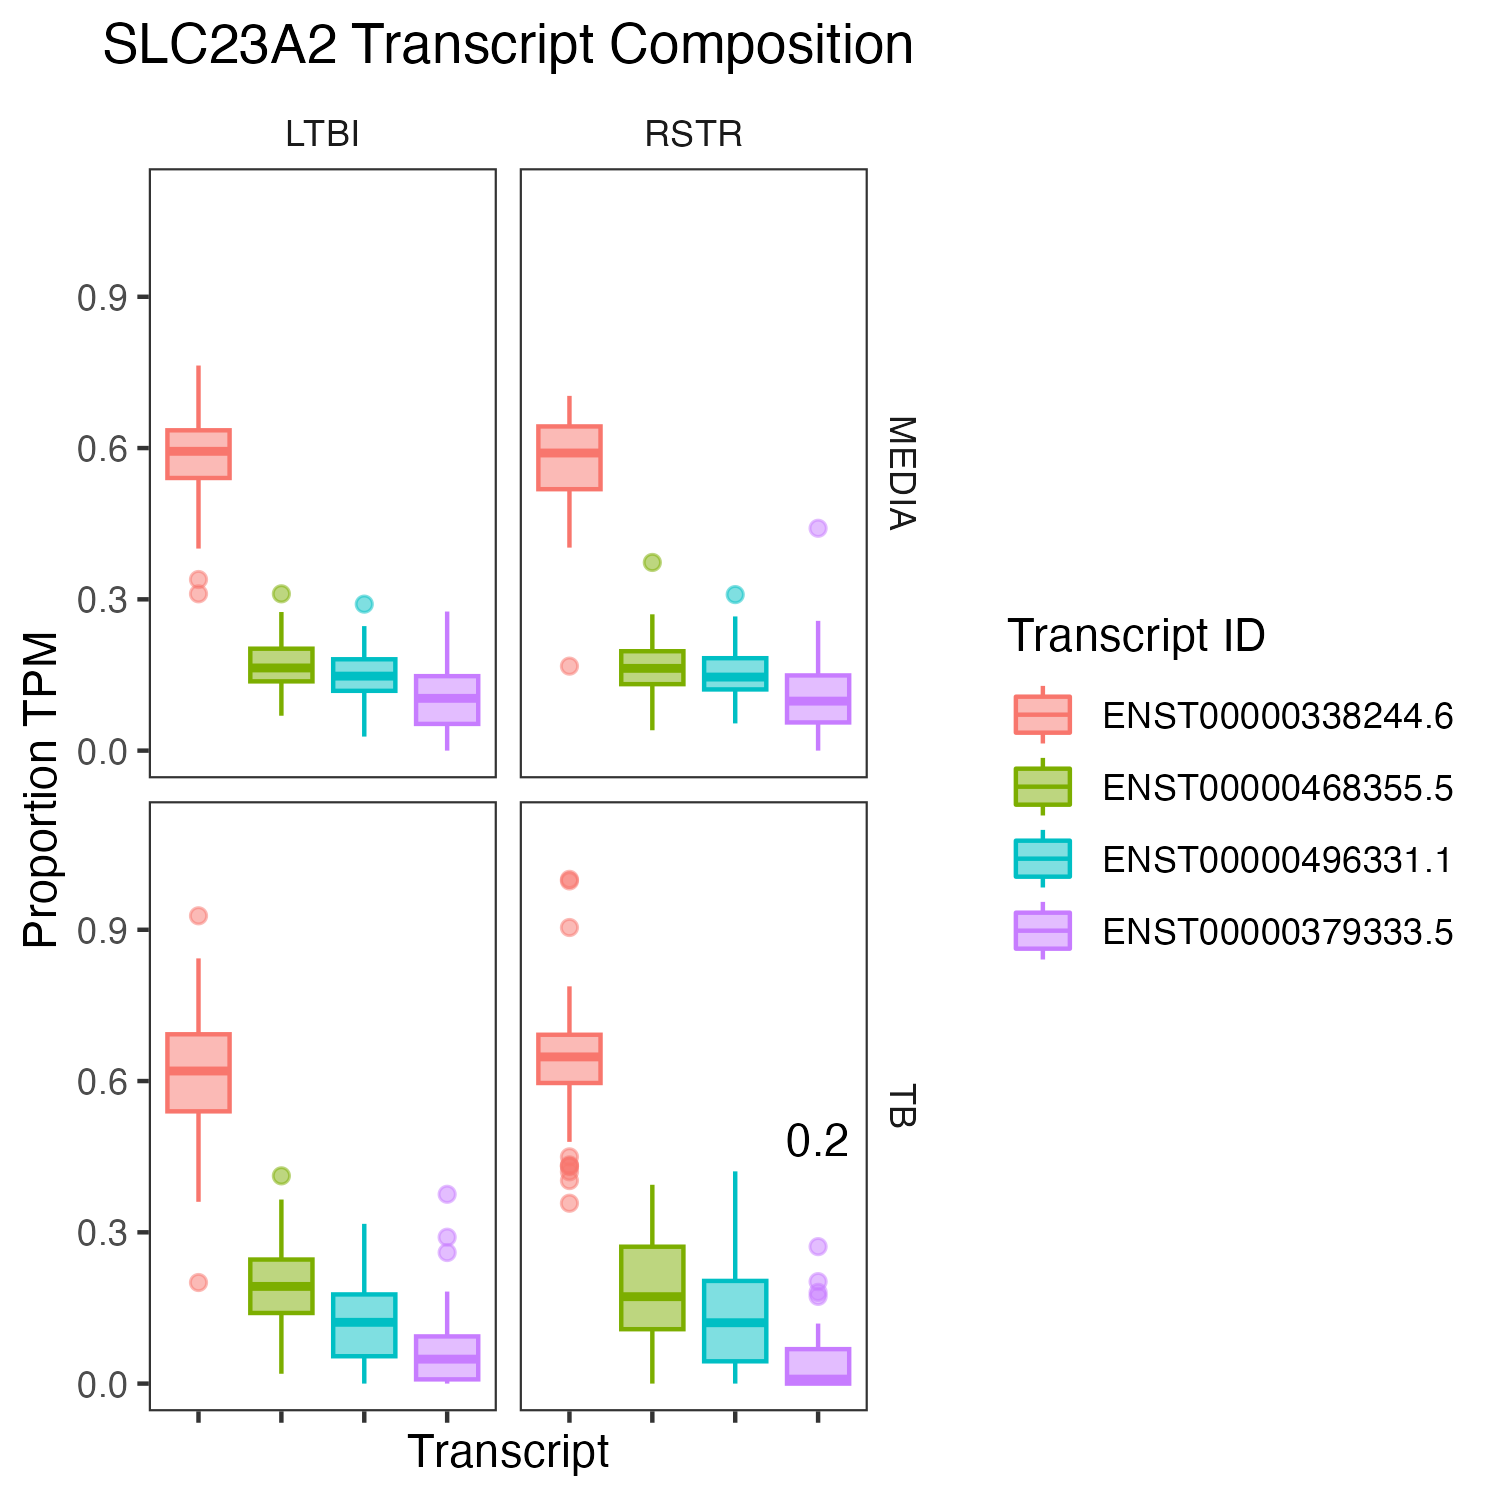 SLC23A2 Transcript Composition
LTBI
RSTR
0.9
0.6
0.3
0.0
MEDIA
0.9
0.6
0.3
0.0
TB
0.2
Proportion TPM
Transcript
Transcript ID
ENST00000338244.6
ENST00000468355.5
ENST00000496331.1
ENST00000379333.5